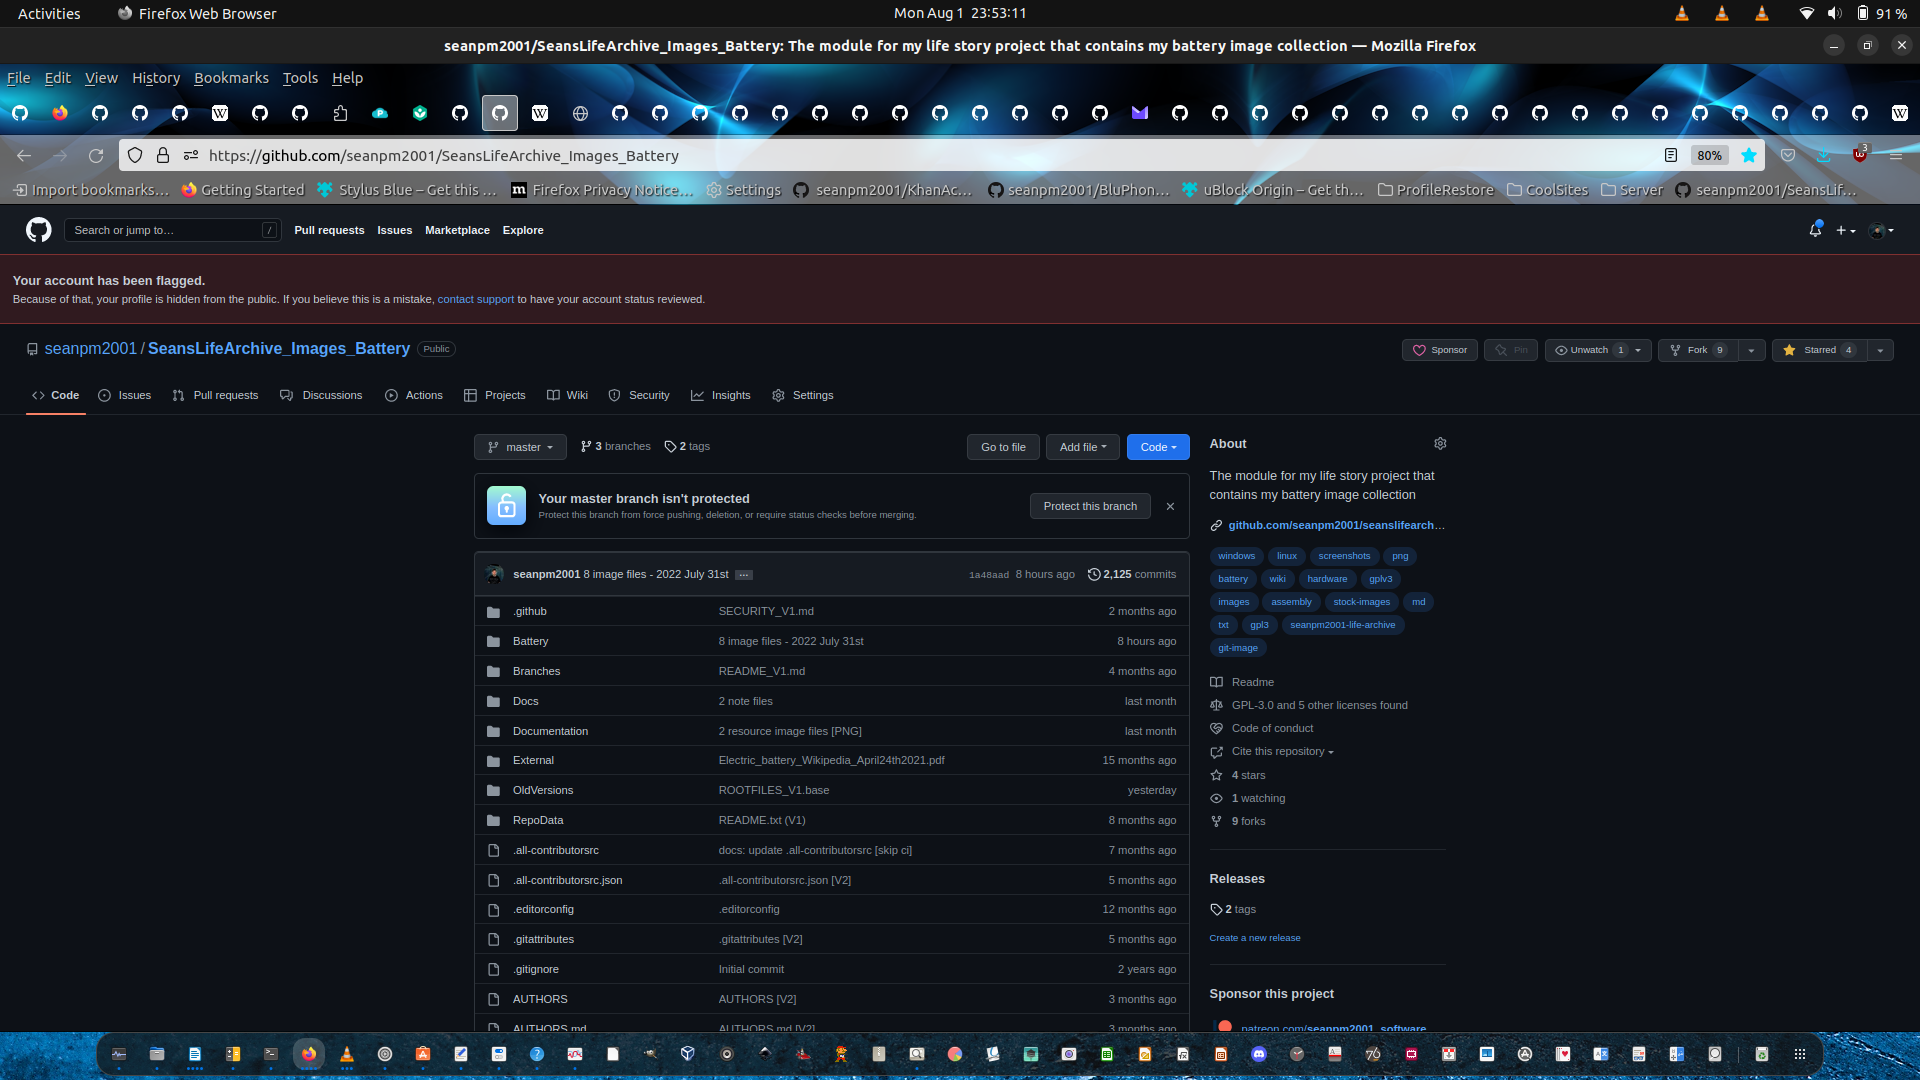 Activities
Firefox Web Browser
Mon Aug 1 23:53:11
91 %
seanpm2001/SeansLifeArchive_Images_Battery: The module for my life story project that contains my battery image collection — Mozilla Firefox
File Edit View History Bookmarks Tools Help
https://github.com/seanpm2001/SeansLifeArchive_Images_Battery
80%
3
Import bookmarks…
Getting Started
Stylus Blue – Get this …
Firefox Privacy Notice…
Settings
seanpm2001/KhanAc…
seanpm2001/BluPhon…
uBlock Origin – Get th…
ProfileRestore
CoolSites
Server
seanpm2001/SeansLif…
Search or jump to…
/
Pull requests
Issues
Marketplace
Explore
Your account has been flagged.
Because of that, your profile is hidden from the public. If you believe this is a mistake, contact support to have your account status reviewed.
seanpm2001 / SeansLifeArchive_Images_Battery
Public
Sponsor
Pin
Unwatch 1
Fork 9
Starred 4
Code
Issues
Pull requests
Discussions
Actions
Projects
Wiki
Security
Insights
Settings
master
3 branches
2 tags
Go to file
Add file
Code
Your master branch isn't protected
Protect this branch from force pushing, deletion, or require status checks before merging.
Protect this branch
seanpm2001 8 image files - 2022 July 31st …
1a48aad 8 hours ago
2,125 commits
.github SECURITY_V1.md 2 months ago
Battery 8 image files - 2022 July 31st 8 hours ago
Branches README_V1.md 4 months ago
Docs 2 note files last month
Documentation 2 resource image files [PNG] last month
External Electric_battery_Wikipedia_April24th2021.pdf 15 months ago
OldVersions ROOTFILES_V1.base yesterday
RepoData README.txt (V1) 8 months ago
.all-contributorsrc docs: update .all-contributorsrc [skip ci] 7 months ago
.all-contributorsrc.json .all-contributorsrc.json [V2] 5 months ago
.editorconfig .editorconfig 12 months ago
.gitattributes .gitattributes [V2] 5 months ago
.gitignore Initial commit 2 years ago
AUTHORS AUTHORS [V2] 3 months ago
AUTHORS.md AUTHORS.md [V2] 3 months ago
About
The module for my life story project that
contains my battery image collection
github.com/seanpm2001/seanslifearch…
windows linux screenshots png
battery wiki hardware gplv3
images assembly stock-images md
txt gpl3 seanpm2001-life-archive
git-image
Readme
GPL-3.0 and 5 other licenses found
Code of conduct
Cite this repository
4 stars
1 watching
9 forks
Releases
2 tags
Create a new release
Sponsor this project
patreon.com/seanpm2001_software